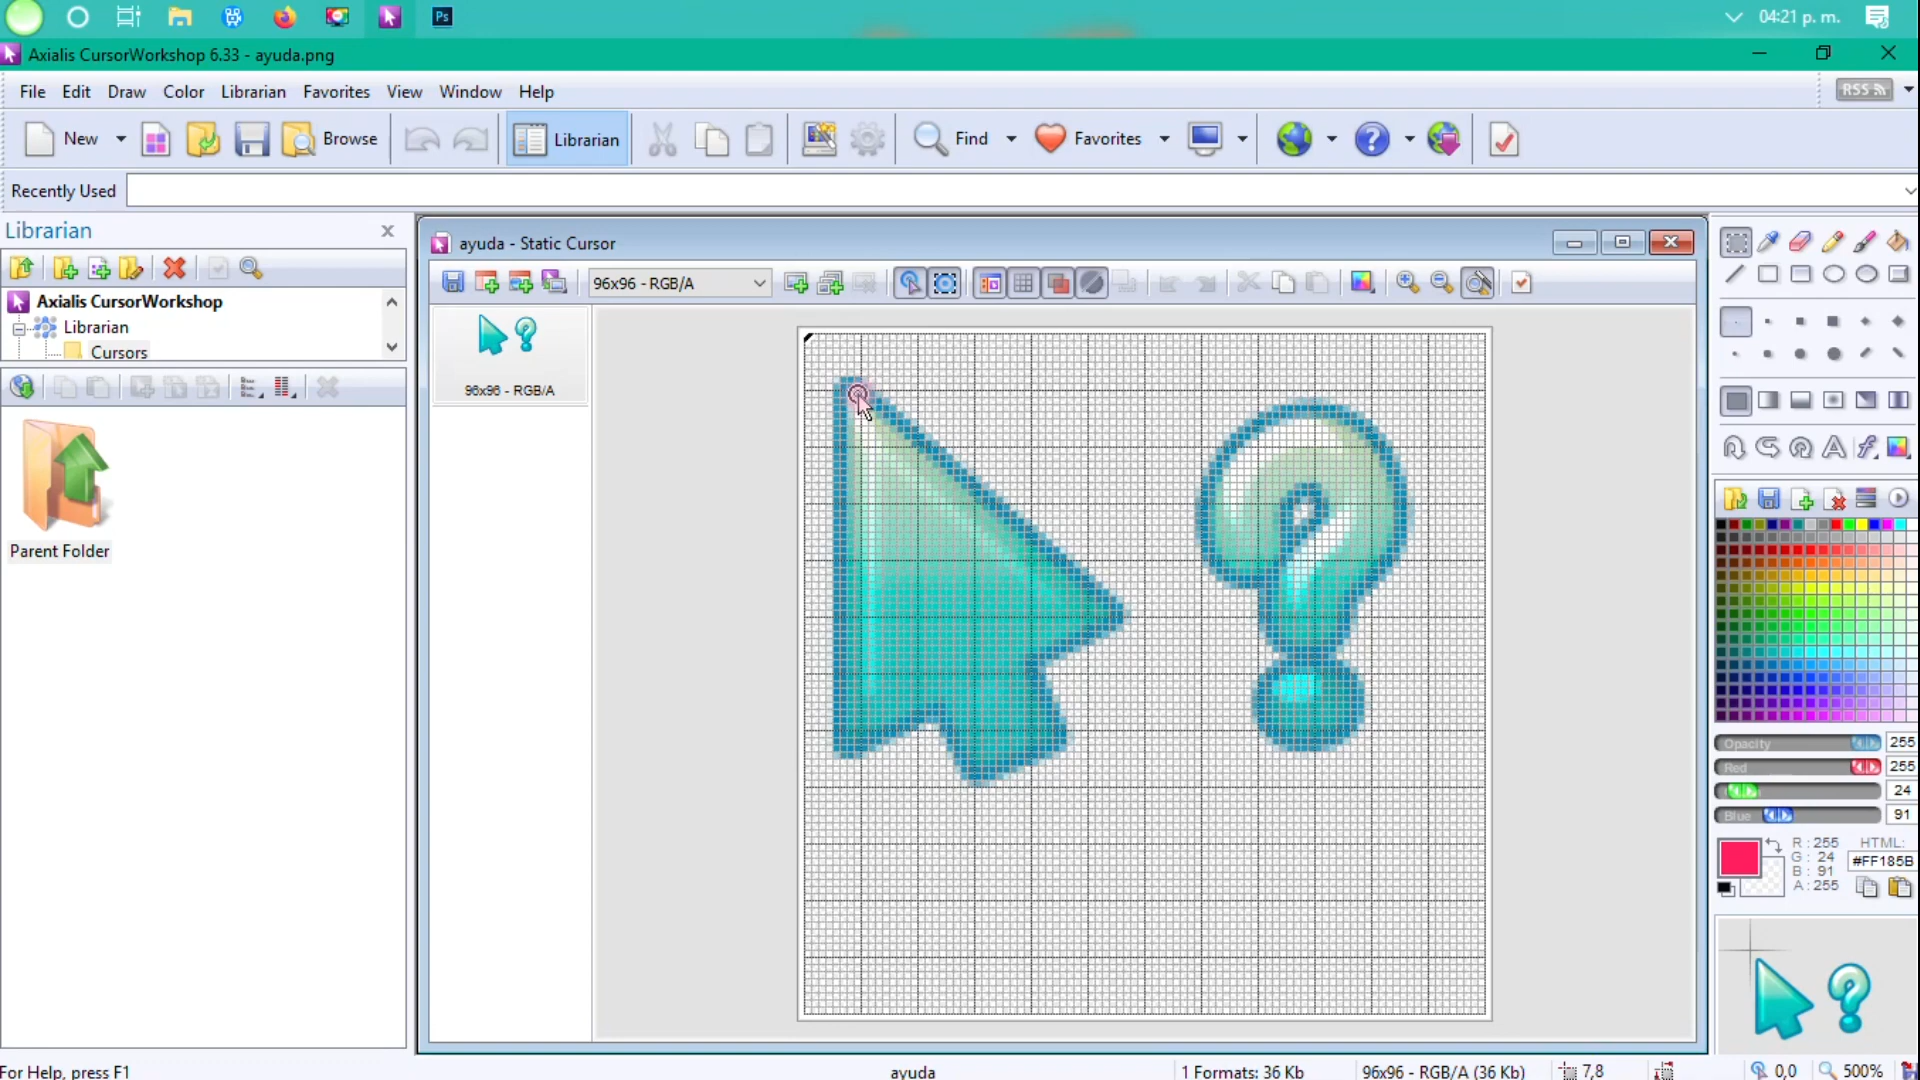 Ps
04:21 p. m.
Axialis CursorWorkshop 6.33 - ayuda.png
File Edit Draw Color Librarian Favorites View Window Help
RSS
New Browse Librarian Find Favorites
Recently Used
Librarian
ayuda - Static Cursor
96x96 - RGB/A
Axialis CursorWorkshop
Librarian
Cursors
96x96 - RGB/A
Parent Folder
Opacity 255
Red 255
24
Blue 91
R : 255 HTML:
G : 24 #FF185B
B : 91
A : 255
For Help, press F1
ayuda
1 Formats: 36 Kb
96x96 - RGB/A (36 Kb)
7,8
0,0
500%